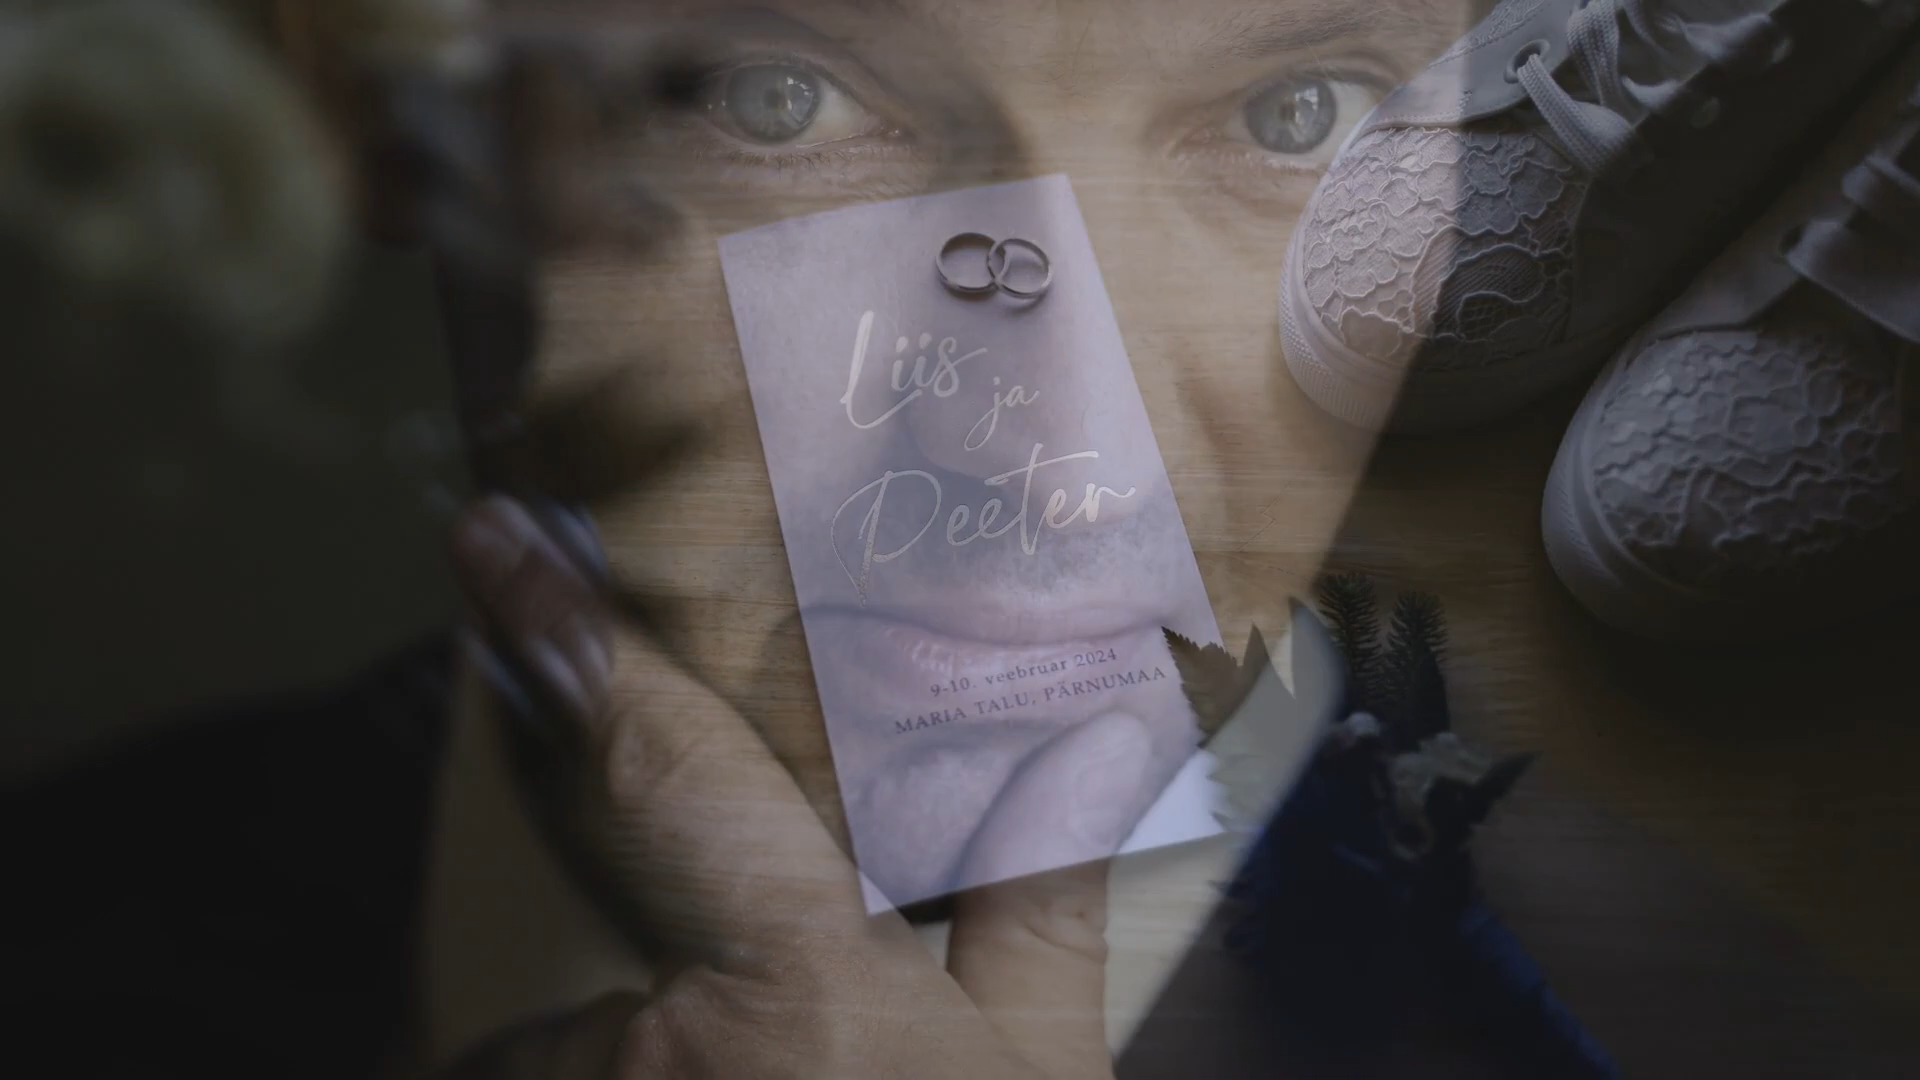 Liis
ja
Peeter
9-10. veebruar 2024
MARIA TALU, PÄRNUMAA